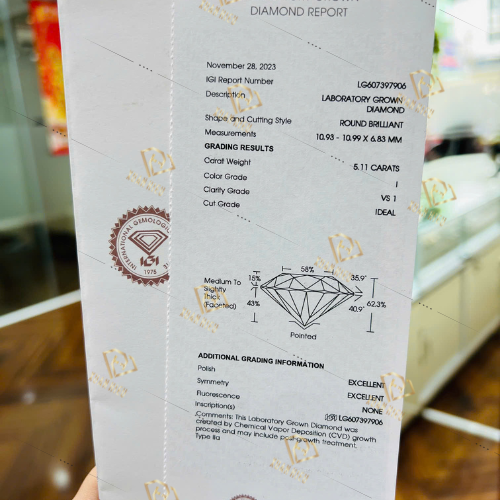 DIAMOND REPORT
November 28, 2023
IGI Report Number LG607397906
Description LABORATORY GROWN
DIAMOND
Shape and Cutting Style ROUND BRILLIANT
Measurements 10.93 - 10.99 X 6.83 MM
GRADING RESULTS
Carat Weight 5.11 CARATS
Color Grade I
Clarity Grade VS 1
Cut Grade IDEAL
INTERNATIONAL GEMOLOGICAL
IGI
1975
58%
15% 35.9°
Medium To
Slightly
Thick
(Faceted)
43% 40.9° 62.3%
Pointed
ADDITIONAL GRADING INFORMATION
Polish EXCELLENT
Symmetry EXCELLENT
Fluorescence NONE
Inscription(s) IGI LG607397906
Comments: This Laboratory Grown Diamond was
created by Chemical Vapor Deposition (CVD) growth
process and may include post-growth treatment.
Type IIa